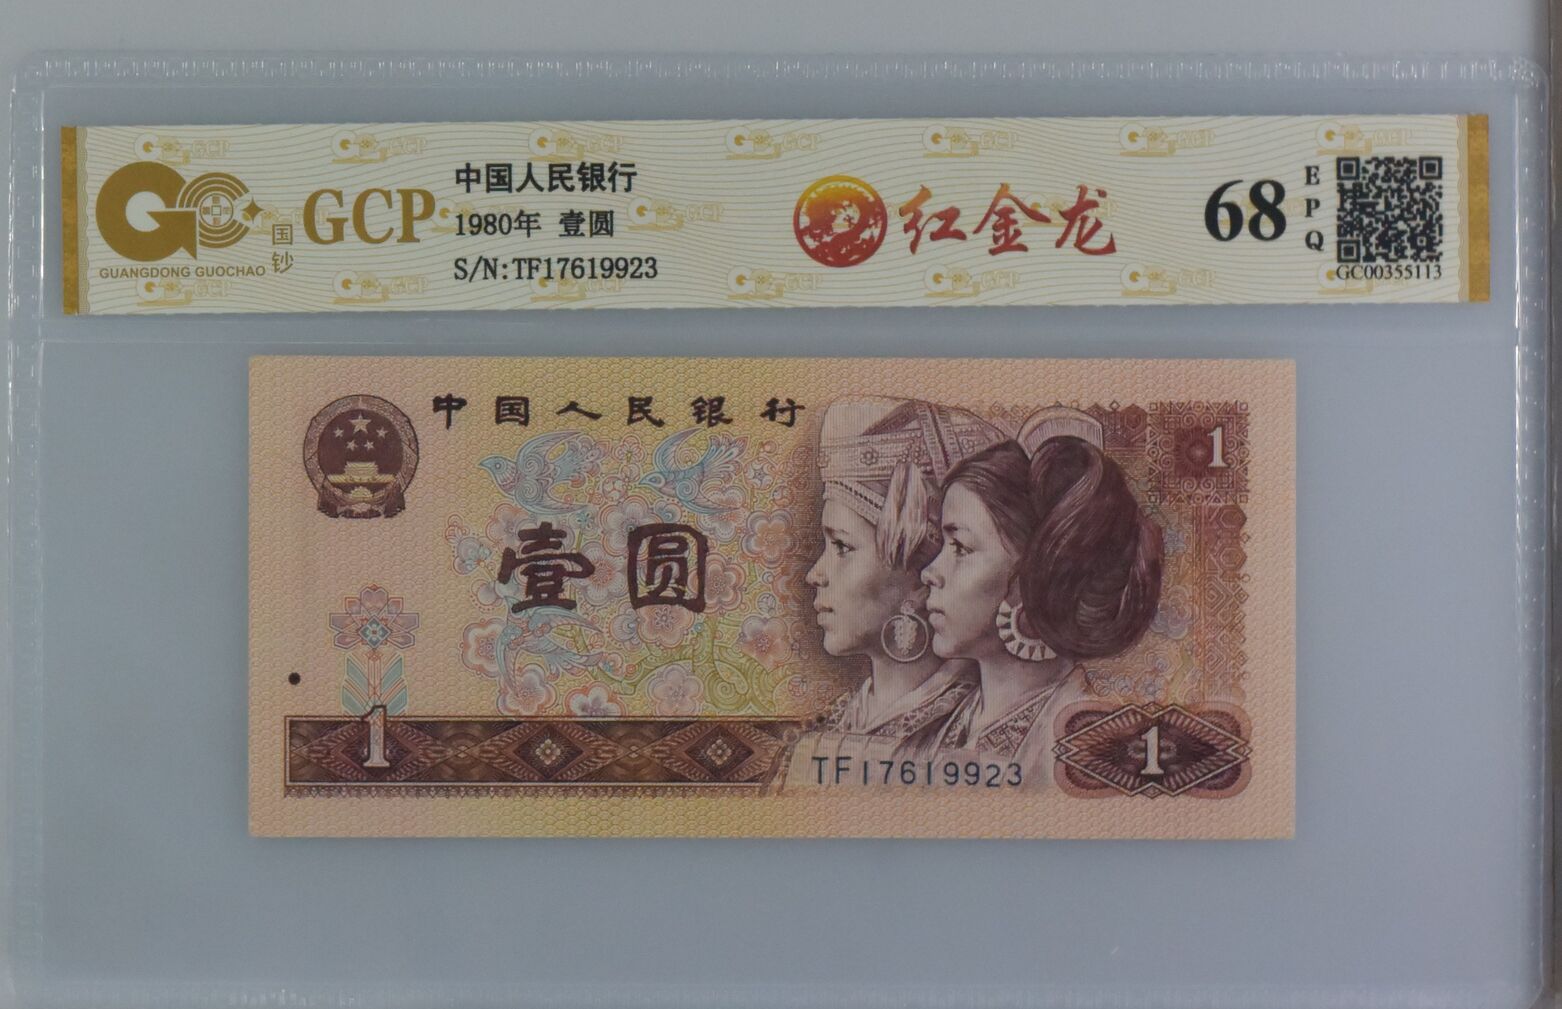 GCP
国钞
GUANGDONG GUOCHAO
中国人民银行
1980年 壹圆
S/N:TF17619923
红金龙
68
EPQ
GC00355113
中国人民银行
1
壹圆
1
TF17619923
1